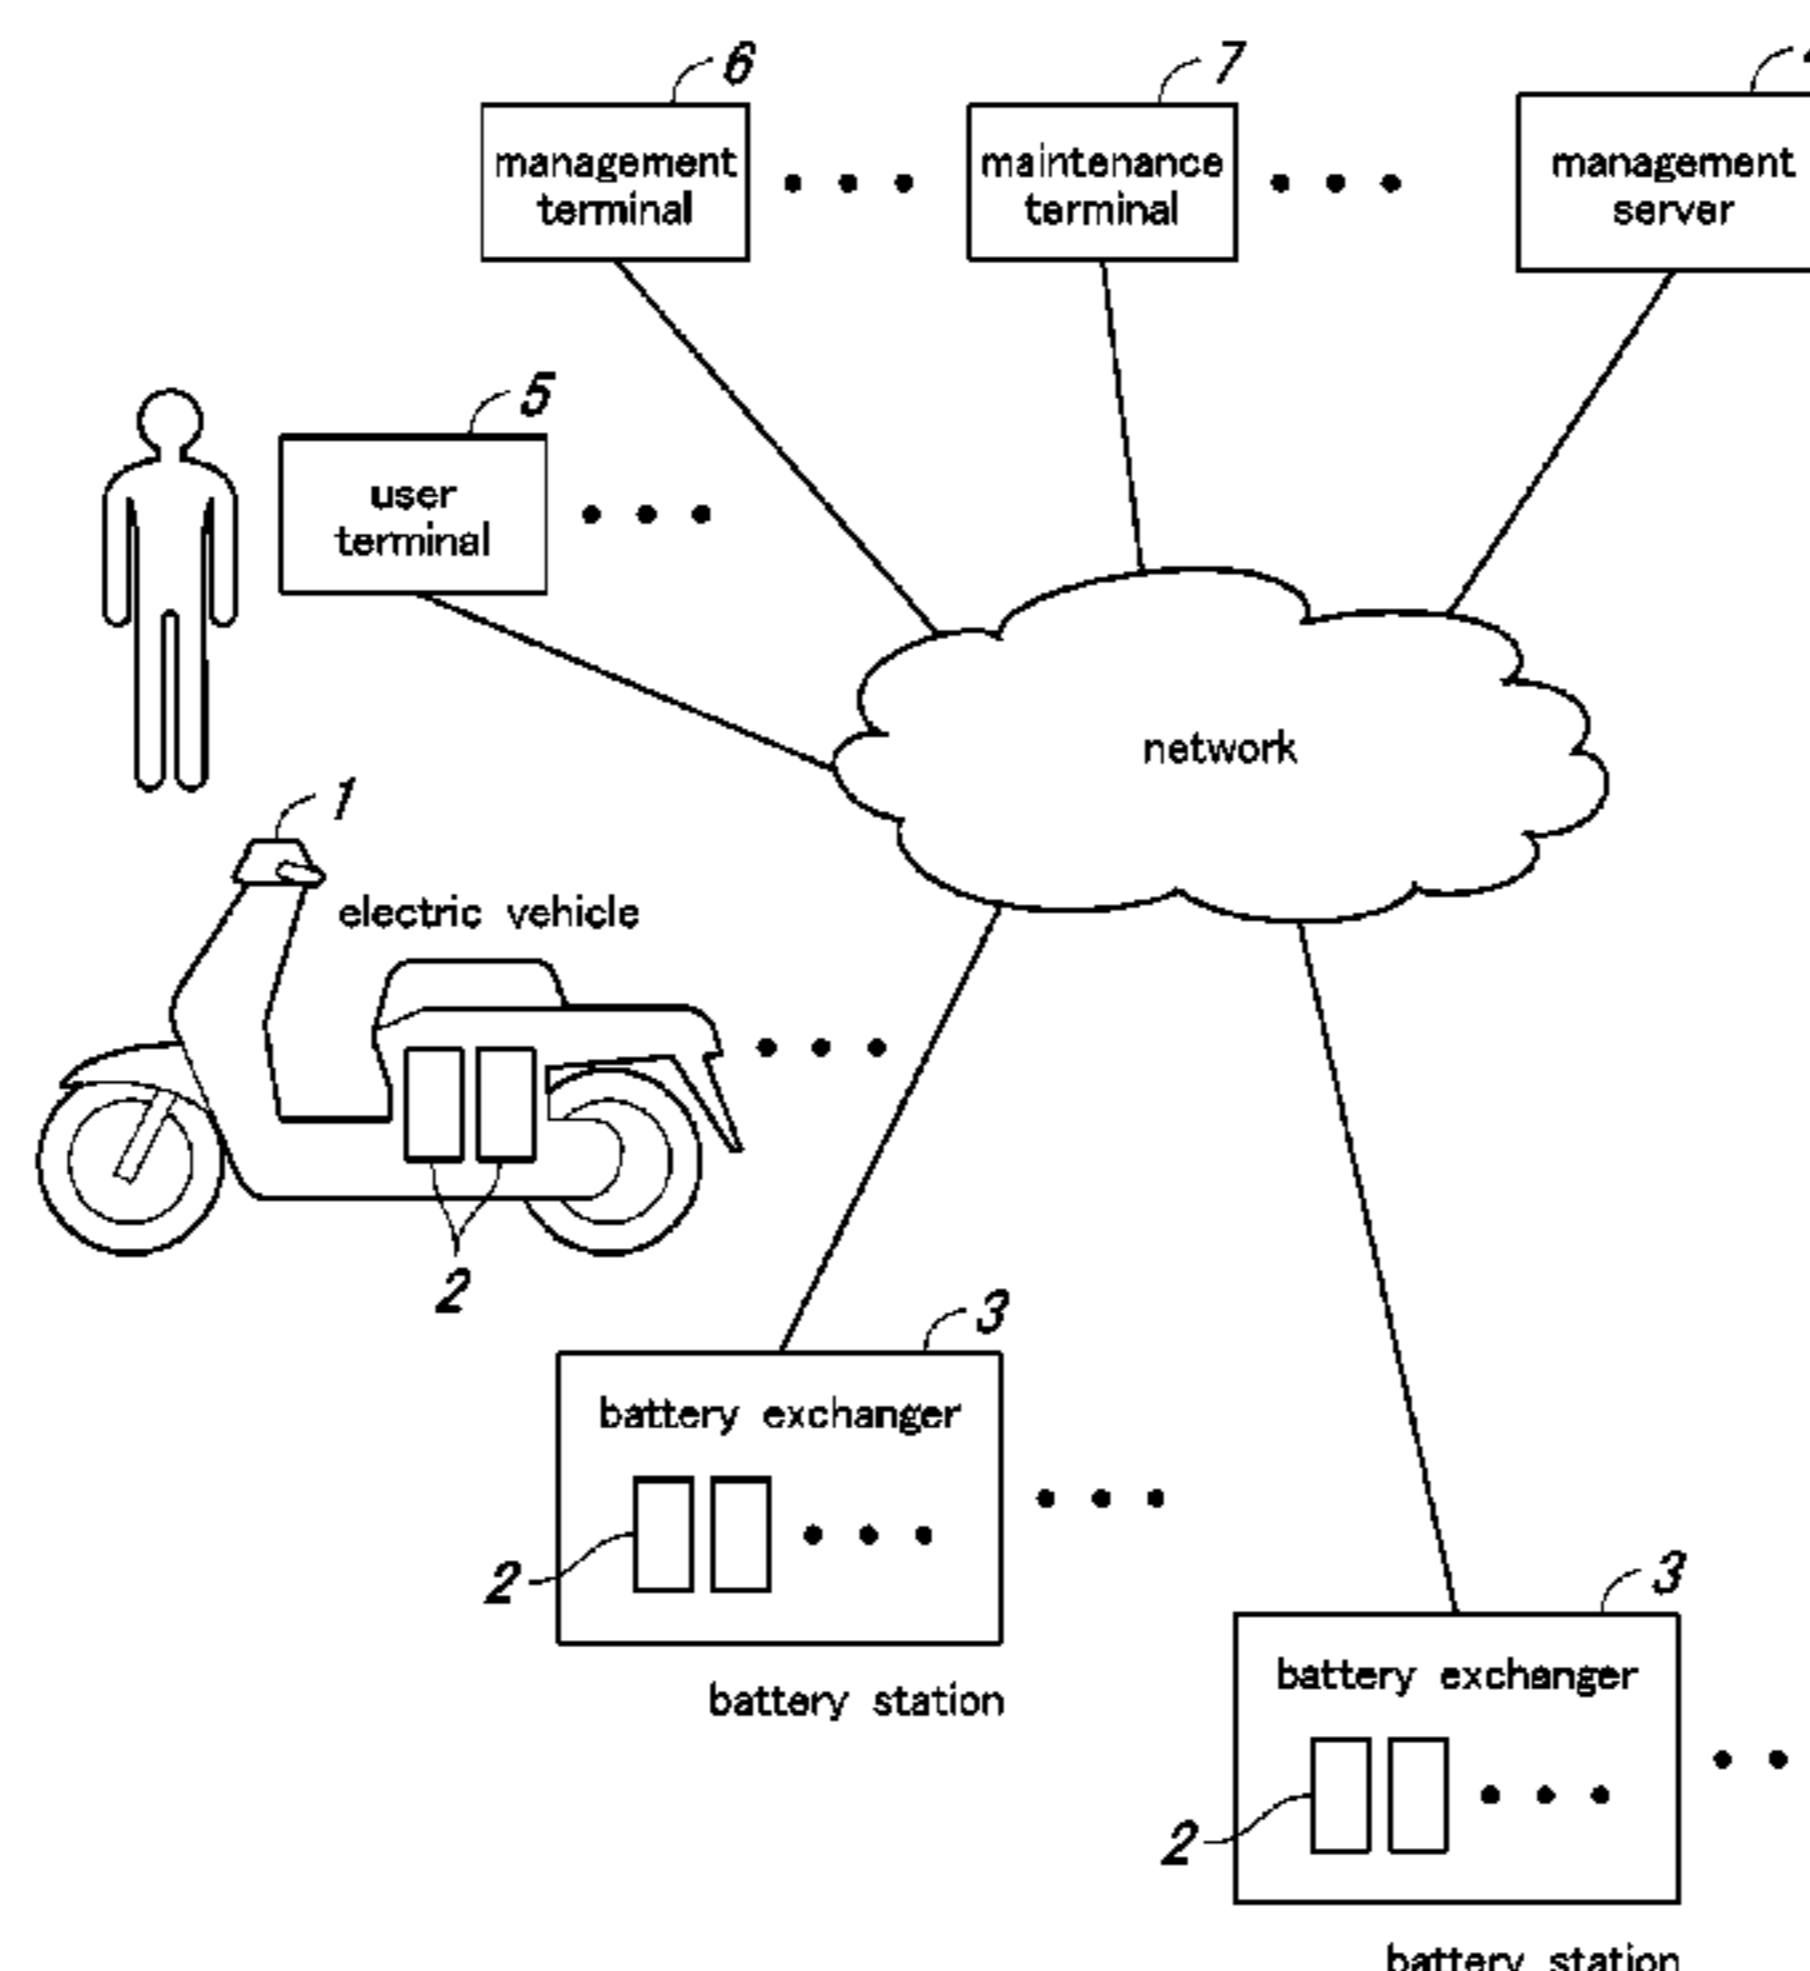 6
7
management
terminal
maintenance
terminal
management
server
5
user
terminal
network
1
electric vehicle
2
3
battery exchanger
2
battery station
3
battery exchanger
2
battery station